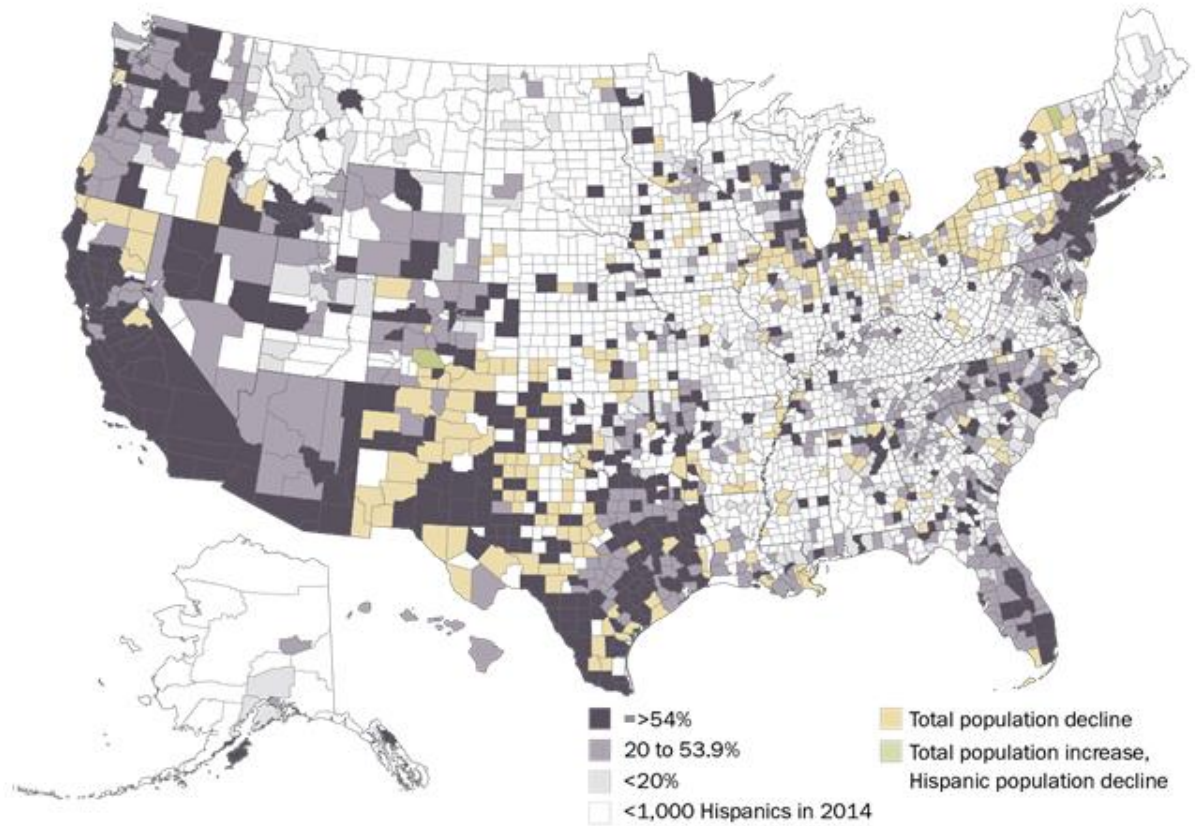 =>54%
20 to 53.9%
<20%
<1,000 Hispanics in 2014
Total population decline
Total population increase,
Hispanic population decline